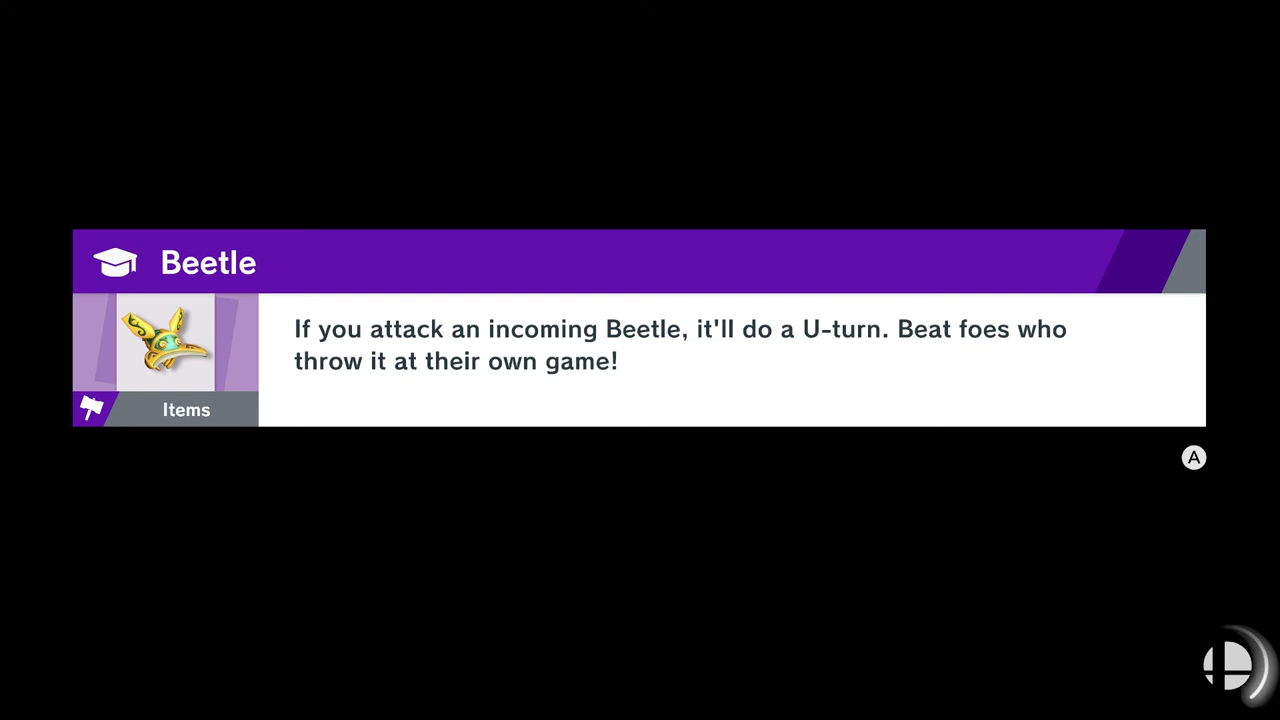 Beetle
If you attack an incoming Beetle, it'll do a U-turn. Beat foes who
throw it at their own game!
Items
A